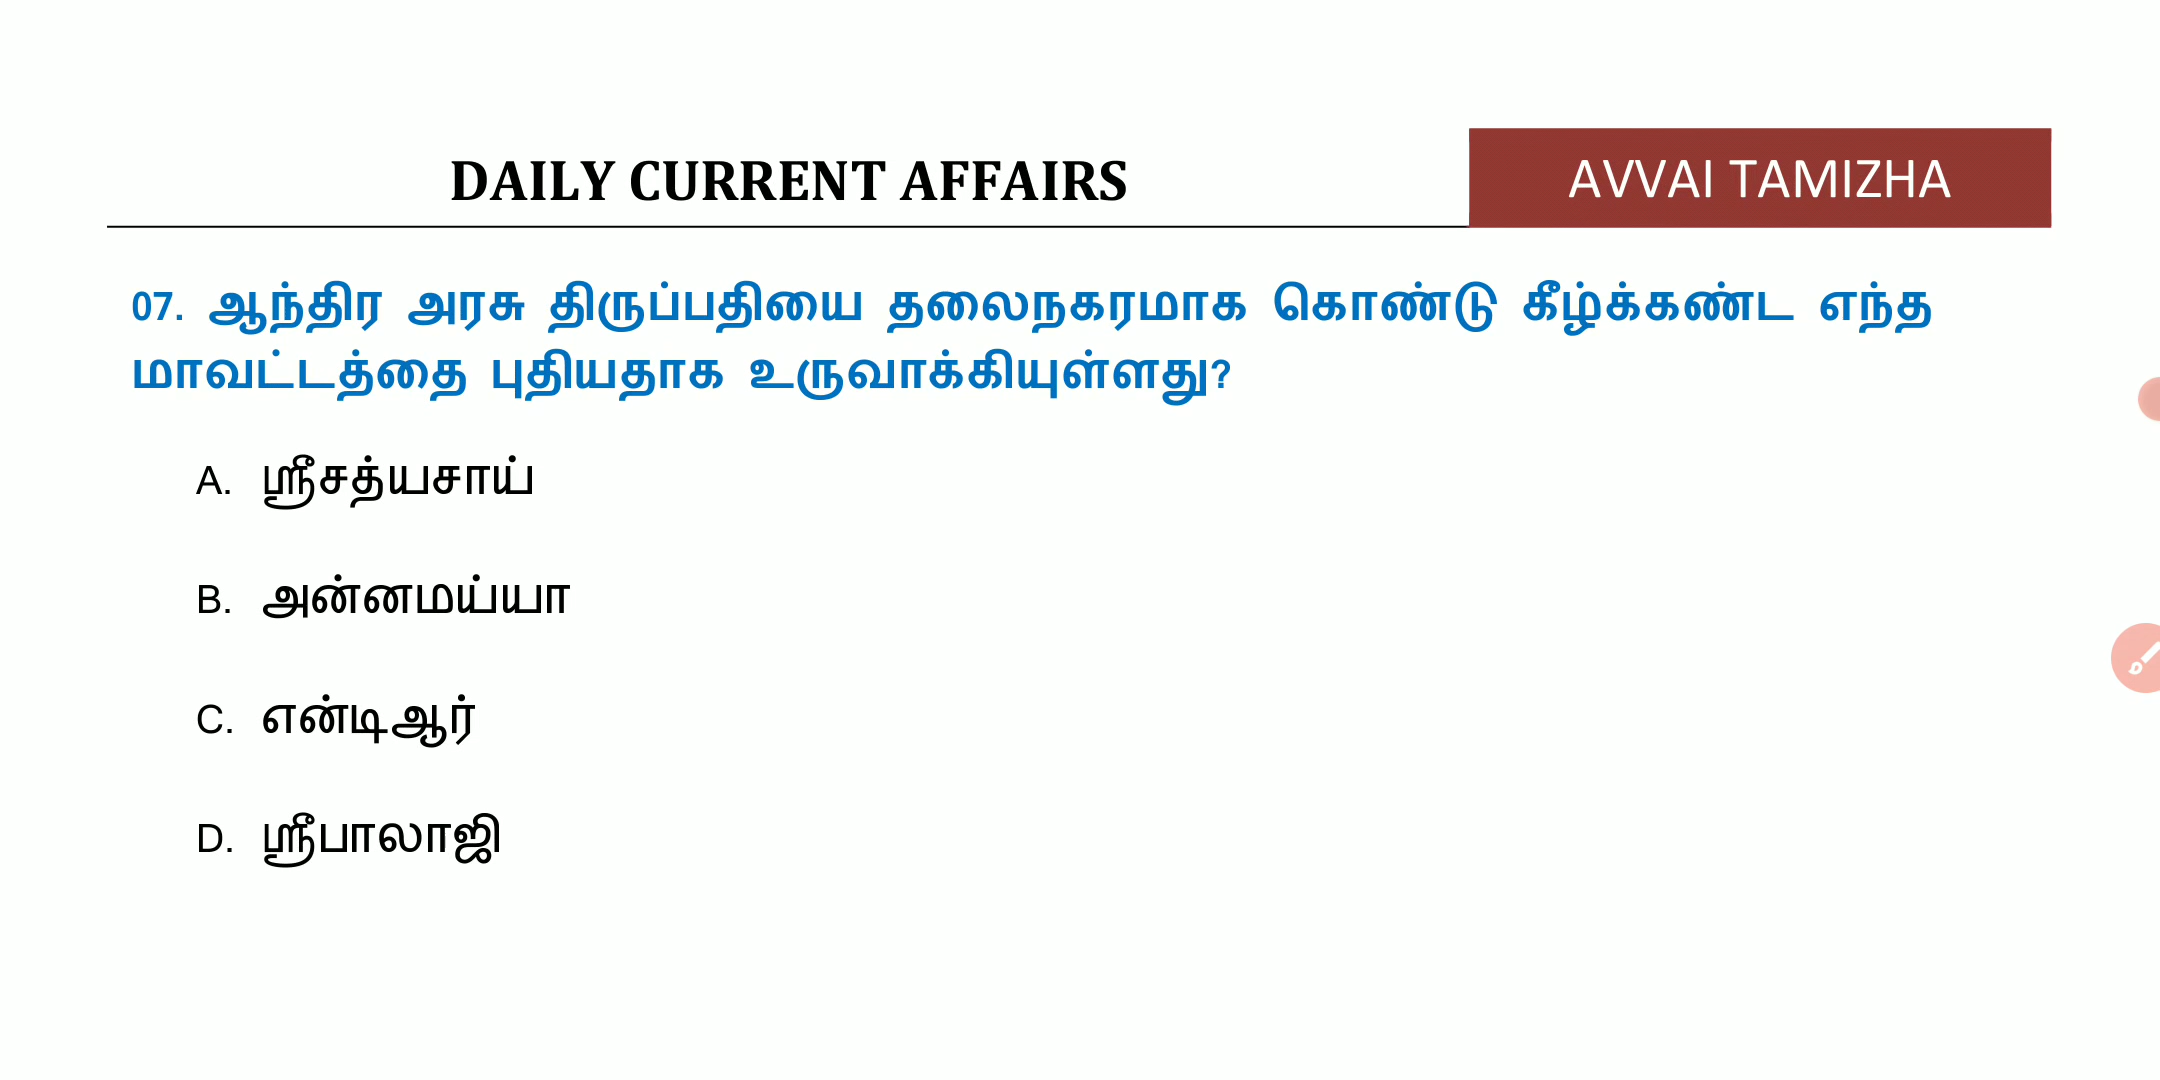 DAILY CURRENT AFFAIRS
AVVAI TAMIZHA
07. ஆந்திர அரசு திருப்பதியை தலைநகரமாக கொண்டு கீழ்க்கண்ட எந்த
மாவட்டத்தை புதியதாக உருவாக்கியுள்ளது?
A. ஸ்ரீசத்யசாய்
B. அன்னமய்யா
C. என்டிஆர்
D. ஸ்ரீபாலாஜி